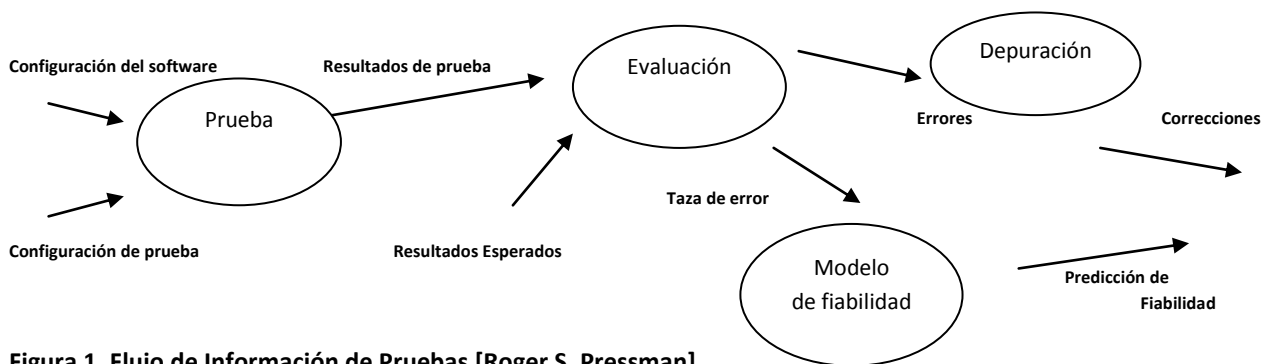 Configuración del software
Resultados de prueba
Evaluación
Depuración
Prueba
Errores
Correcciones
Taza de error
Configuración de prueba
Resultados Esperados
Modelo
de fiabilidad
Predicción de
Fiabilidad
Figura 1. Flujo de Información de Pruebas [Roger S. Pressman]